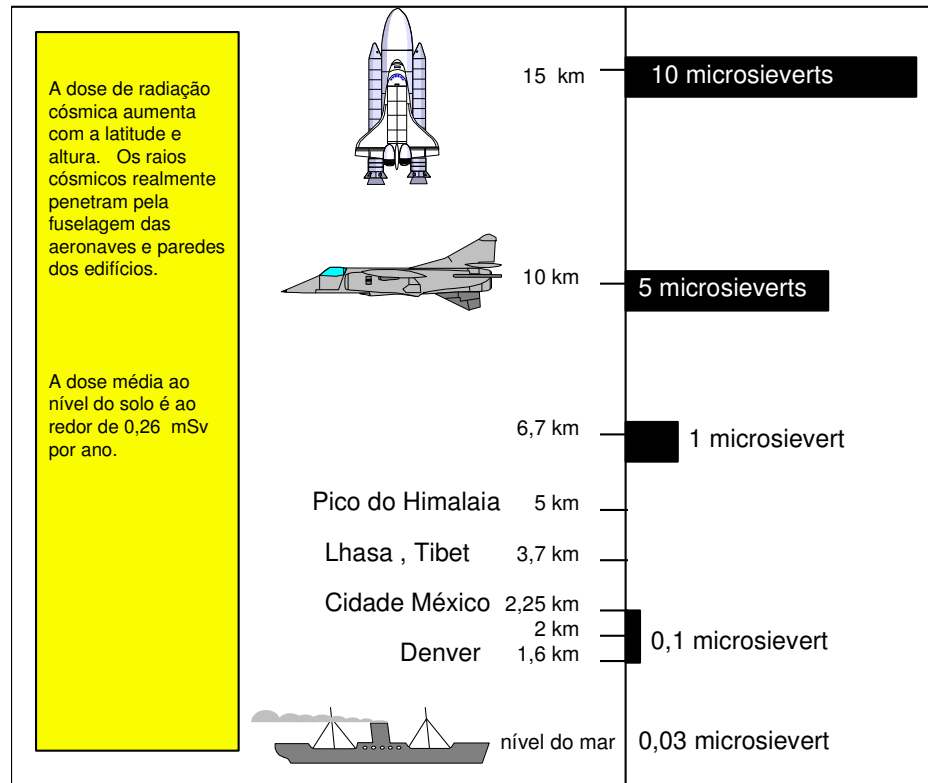 A dose de radiação
cósmica aumenta
com a latitude e
altura. Os raios
cósmicos realmente
penetram pela
fuselagem das
aeronaves e paredes
dos edifícios.
A dose média ao
nível do solo é ao
redor de 0,26 mSv
por ano.
15 km 10 microsieverts
10 km 5 microsieverts
6,7 km 1 microsievert
Pico do Himalaia 5 km
Lhasa , Tibet 3,7 km
Cidade México 2,25 km
2 km 0,1 microsievert
Denver 1,6 km
nível do mar 0,03 microsievert